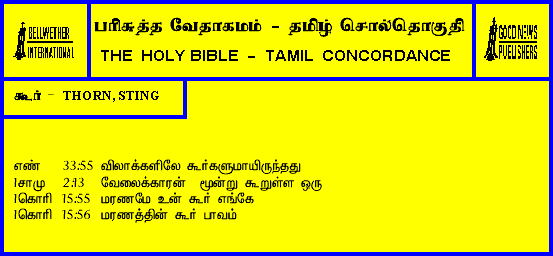 BELLWETHER
INTERNATIONAL
பரிசுத்த வேதாகமம் - தமிழ் சொல்தொகுதி
THE HOLY BIBLE - TAMIL CONCORDANCE
GOOD NEWS
PUBLISHERS
கூர் - THORN, STING
எண் 33:55 விலாக்களிலே கூர்களுமாயிருந்தது
1சாமு 2:13 வேலைக்காரன் மூன்று கூறுள்ள ஒரு
1கொரி 15:55 மரணமே உன் கூர் எங்கே
1கொரி 15:56 மரணத்தின் கூர் பாவம்